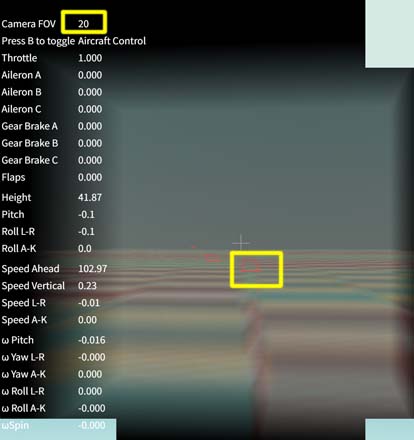 Camera FOV 20
Press B to toggle Aircraft Control
Throttle 1.000
Aileron A 0.000
Aileron B 0.000
Aileron C 0.000
Gear Brake A 0.000
Gear Brake B 0.000
Gear Brake C 0.000
Flaps 0.000
Height 41.87
Pitch -0.1
Roll L-R -0.1
Roll A-K 0.0
Speed Ahead 102.97
Speed Vertical 0.23
Speed L-R -0.01
Speed A-K 0.00
ω Pitch -0.016
ω Yaw L-R -0.000
ω Yaw A-K 0.000
ω Roll L-R 0.000
ω Roll A-K -0.000
ωSpin -0.000